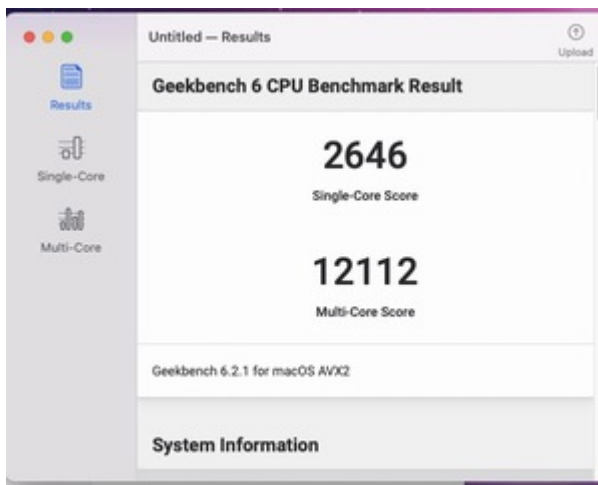 Untitled — Results
Upload
Results
Single-Core
Multi-Core
Geekbench 6 CPU Benchmark Result
2646
Single-Core Score
12112
Multi-Core Score
Geekbench 6.2.1 for macOS AVX2
System Information